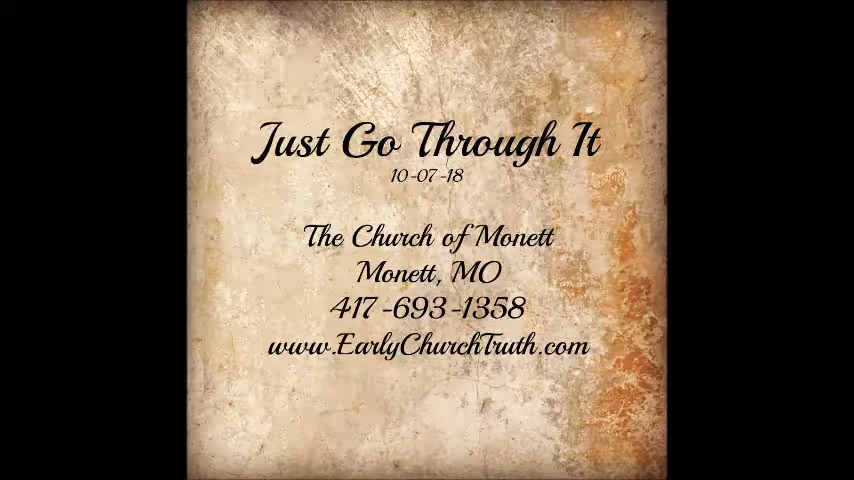 Just Go Through It
10-07-18
The Church of Monett
Monett, MO
417-693-1358
www.EarlyChurchTruth.com